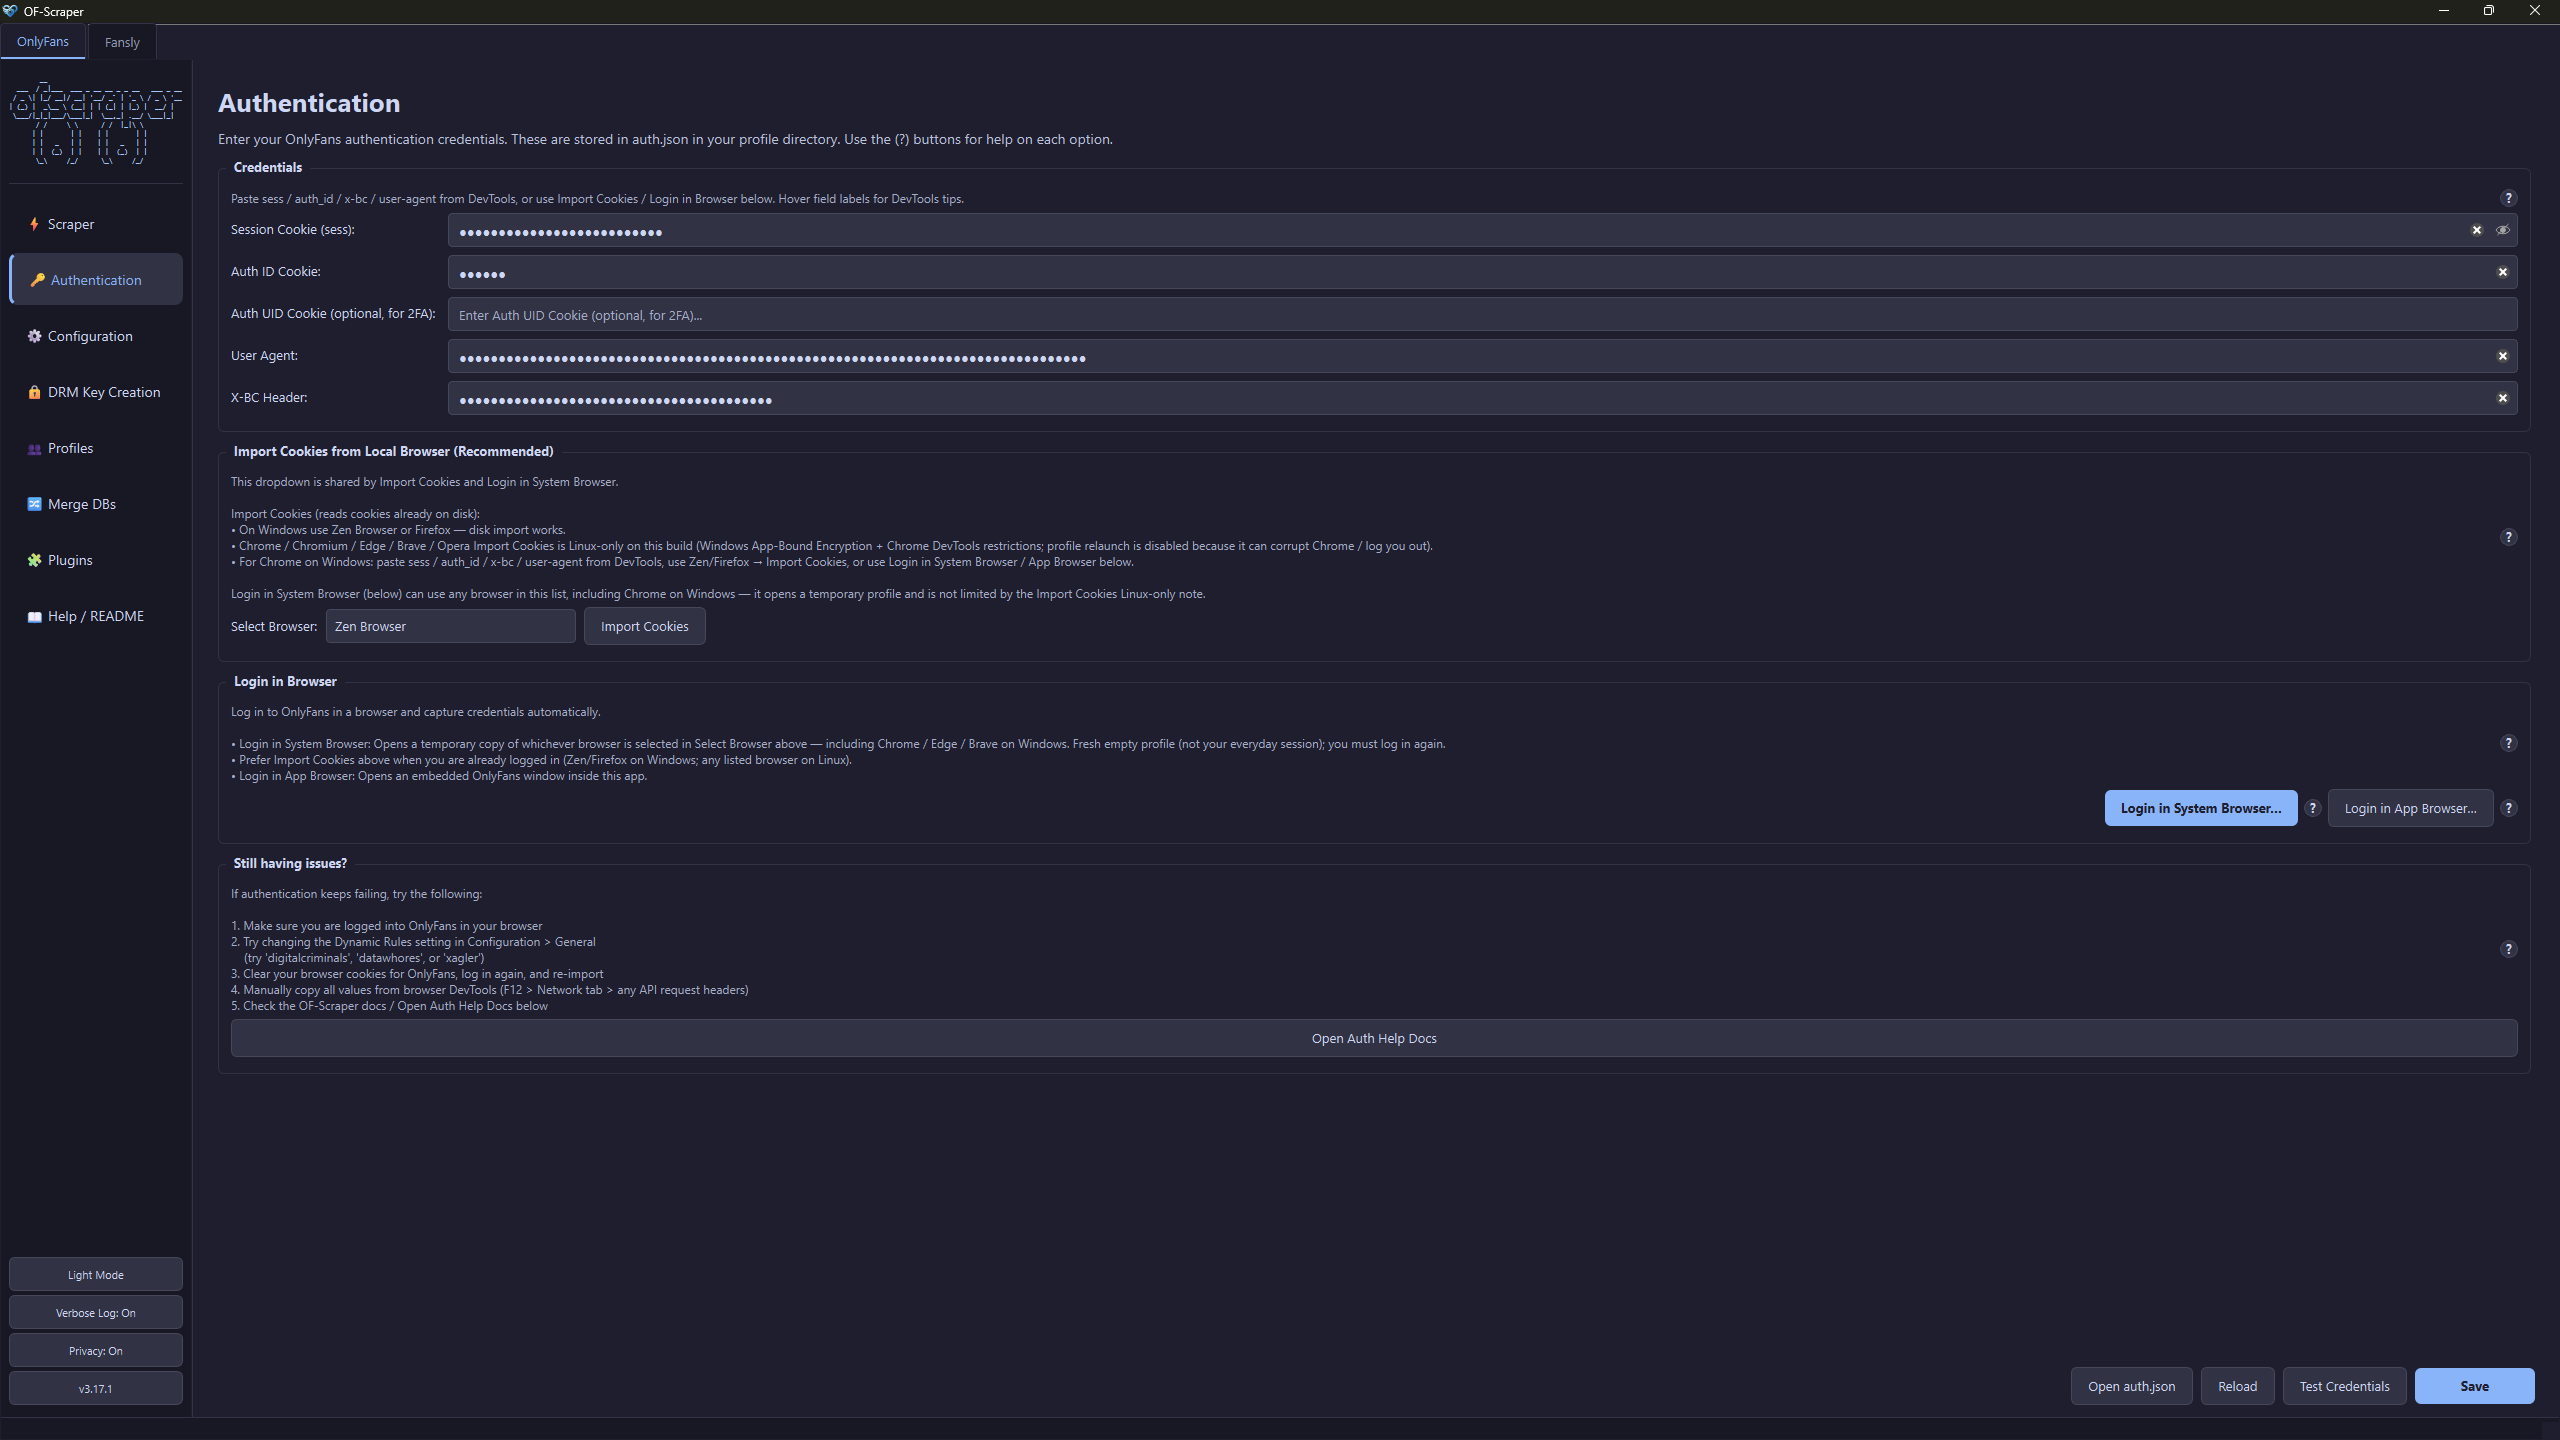 OF-Scraper
OnlyFans
Fansly
Scraper
Authentication
Configuration
DRM Key Creation
Profiles
Merge DBs
Plugins
Help / README
Light Mode
Verbose Log: On
Privacy: On
v3.17.1
Authentication
Enter your OnlyFans authentication credentials. These are stored in auth.json in your profile directory. Use the (?) buttons for help on each option.
Credentials
Paste sess / auth_id / x-bc / user-agent from DevTools, or use Import Cookies / Login in Browser below. Hover field labels for DevTools tips.
?
Session Cookie (sess):
Auth ID Cookie:
Auth UID Cookie (optional, for 2FA):
Enter Auth UID Cookie (optional, for 2FA)...
User Agent:
X-BC Header:
Import Cookies from Local Browser (Recommended)
This dropdown is shared by Import Cookies and Login in System Browser.
Import Cookies (reads cookies already on disk):
• On Windows use Zen Browser or Firefox — disk import works.
• Chrome / Chromium / Edge / Brave / Opera Import Cookies is Linux-only on this build (Windows App-Bound Encryption + Chrome DevTools restrictions; profile relaunch is disabled because it can corrupt Chrome / log you out).
?
• For Chrome on Windows: paste sess / auth_id / x-bc / user-agent from DevTools, use Zen/Firefox → Import Cookies, or use Login in System Browser / App Browser below.
Login in System Browser (below) can use any browser in this list, including Chrome on Windows — it opens a temporary profile and is not limited by the Import Cookies Linux-only note.
Select Browser:
Zen Browser
Import Cookies
Login in Browser
Log in to OnlyFans in a browser and capture credentials automatically.
• Login in System Browser: Opens a temporary copy of whichever browser is selected in Select Browser above — including Chrome / Edge / Brave on Windows. Fresh empty profile (not your everyday session); you must log in again.
?
• Prefer Import Cookies above when you are already logged in (Zen/Firefox on Windows; any listed browser on Linux).
• Login in App Browser: Opens an embedded OnlyFans window inside this app.
Login in System Browser...
?
Login in App Browser...
?
Still having issues?
If authentication keeps failing, try the following:
1. Make sure you are logged into OnlyFans in your browser
2. Try changing the Dynamic Rules setting in Configuration > General
?
(try 'digitalcriminals', 'datawhores', or 'xagler')
3. Clear your browser cookies for OnlyFans, log in again, and re-import
4. Manually copy all values from browser DevTools (F12 > Network tab > any API request headers)
5. Check the OF-Scraper docs / Open Auth Help Docs below
Open Auth Help Docs
Open auth.json
Reload
Test Credentials
Save